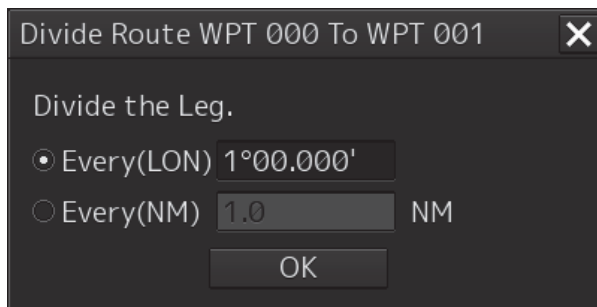 Divide Route WPT 000 To WPT 001
Divide the Leg.
Every(LON) 1°00.000'
Every(NM) 1.0 NM
OK